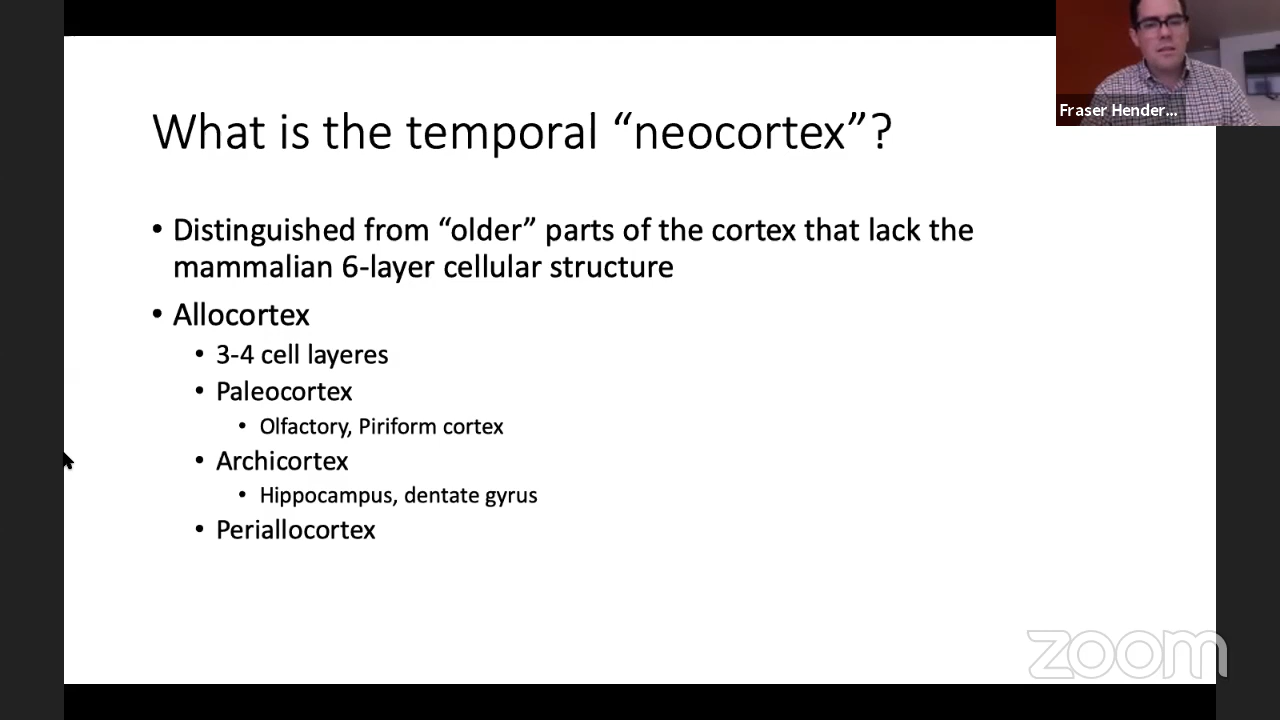 Fraser Hender...
What is the temporal “neocortex”?
• Distinguished from “older” parts of the cortex that lack the
mammalian 6-layer cellular structure
• Allocortex
• 3-4 cell layeres
• Paleocortex
• Olfactory, Piriform cortex
• Archicortex
• Hippocampus, dentate gyrus
• Periallocortex
zoom